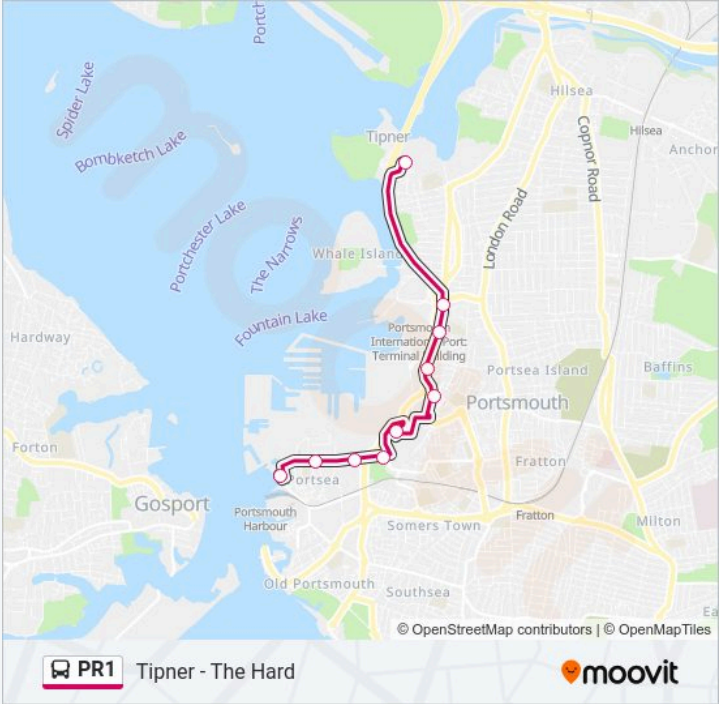 Portch
Spider Lake
Bombketch Lake
Portchester Lake
The Narrows
Fountain Lake
Tipner
Hilsea
Hilsea
Copnor Road
Anchor
London Road
Whale Island
Hardway
Portsmouth
International Port:
Terminal Building
Portsea Island
Baffins
Portsmouth
Forton
Fratton
Gosport
Portsea
Portsmouth
Harbour
Somers Town
Fratton
Milton
Old Portsmouth
Southsea
Ea
© OpenStreetMap contributors | © OpenMapTiles
PR1 Tipner - The Hard
moovit